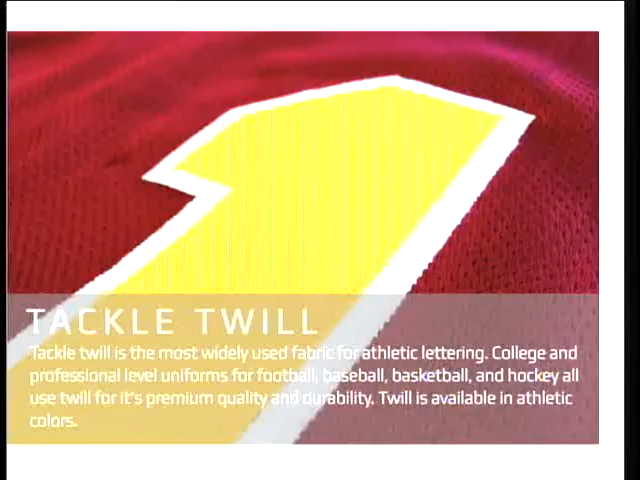 TACKLE TWILL
Tackle twill is the most widely used fabric for athletic lettering. College and
professional level uniforms for football, baseball, basketball, and hockey all
use twill for it's premium quality and durability. Twill is available in athletic
colors.